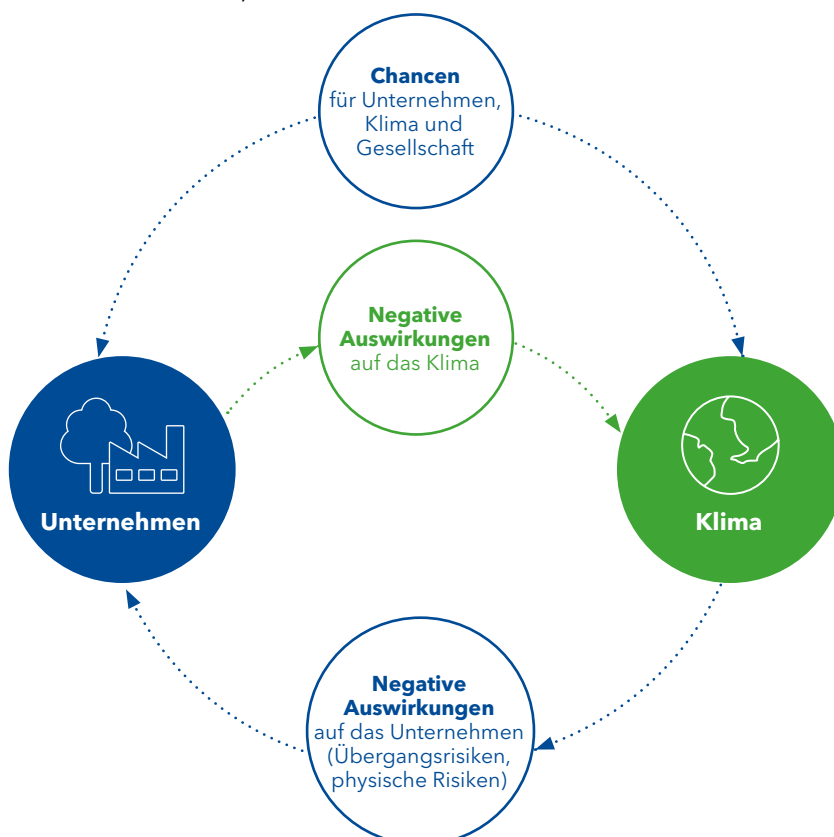 Chancen
für Unternehmen,
Klima und
Gesellschaft
Negative
Auswirkungen
auf das Klima
Unternehmen
Klima
Negative
Auswirkungen
auf das Unternehmen
(Übergangsrisiken,
physische Risiken)